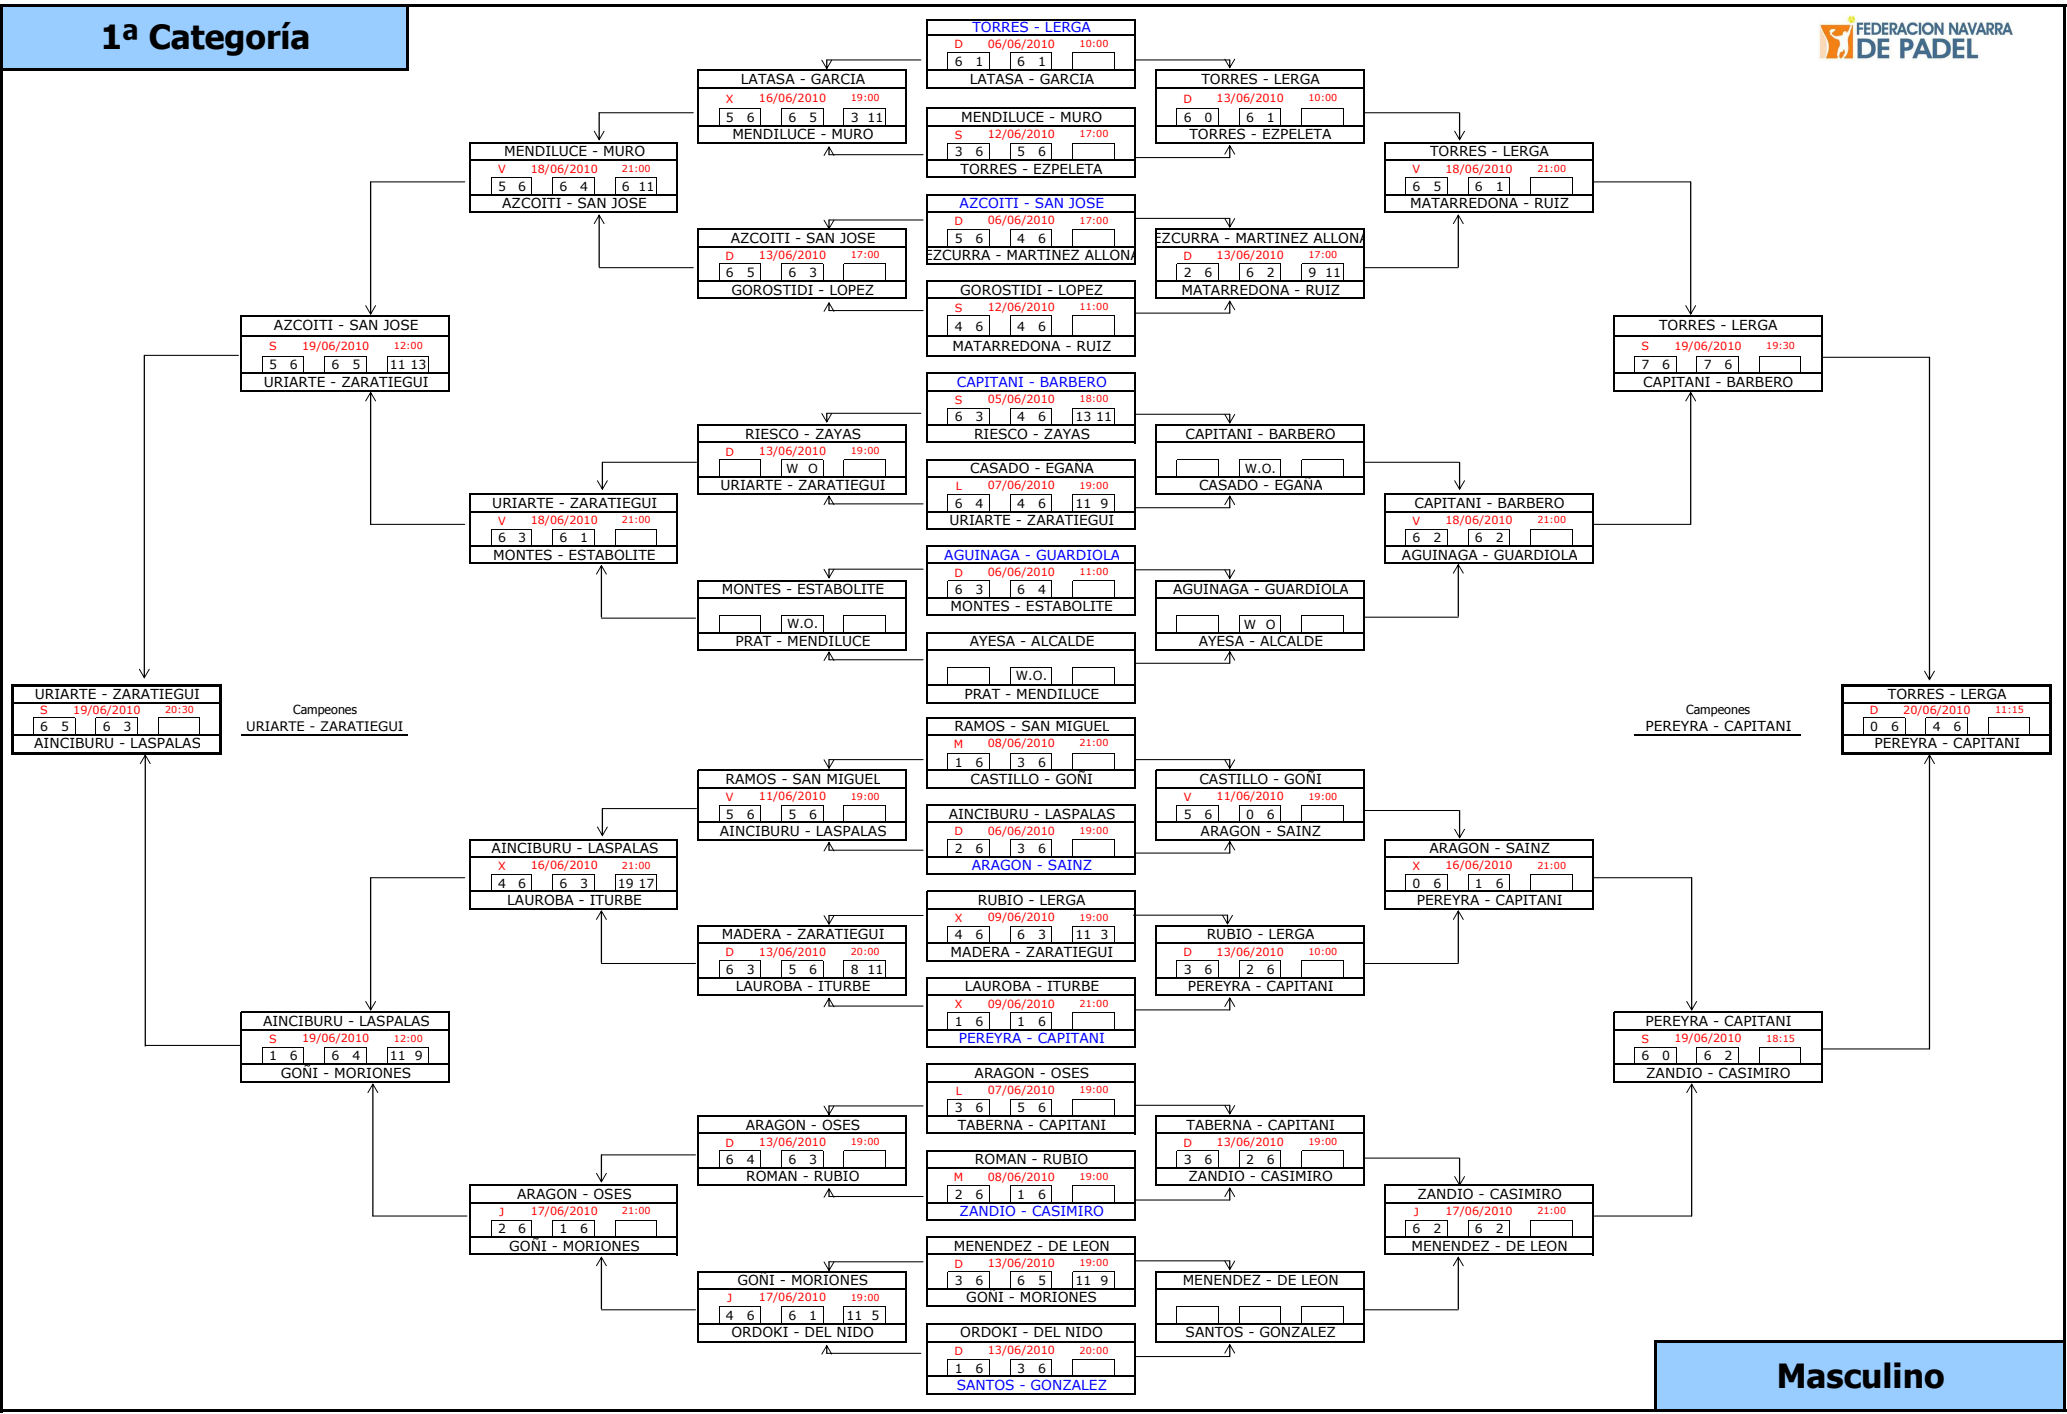 1ª Categoría
FEDERACION NAVARRA
DE PADEL
TORRES - LERGA
D 06/06/2010 10:00
6 1 6 1
LATASA - GARCIA
MENDILUCE - MURO
S 12/06/2010 17:00
3 6 5 6
TORRES - EZPELETA
AZCOITI - SAN JOSE
D 06/06/2010 17:00
5 6 4 6
EZCURRA - MARTINEZ ALLONA
GOROSTIDI - LOPEZ
S 12/06/2010 11:00
4 6 4 6
MATARREDONA - RUIZ
CAPITANI - BARBERO
S 05/06/2010 18:00
6 3 4 6 13 11
RIESCO - ZAYAS
CASADO - EGAÑA
L 07/06/2010 19:00
6 4 4 6 11 9
URIARTE - ZARATIEGUI
AGUINAGA - GUARDIOLA
D 06/06/2010 11:00
6 3 6 4
MONTES - ESTABOLITE
AYESA - ALCALDE
W.O.
PRAT - MENDILUCE
RAMOS - SAN MIGUEL
M 08/06/2010 21:00
1 6 3 6
CASTILLO - GOÑI
AINCIBURU - LASPALAS
D 06/06/2010 19:00
2 6 3 6
ARAGON - SAINZ
RUBIO - LERGA
X 09/06/2010 19:00
4 6 6 3 11 3
MADERA - ZARATIEGUI
LAUROBA - ITURBE
X 09/06/2010 21:00
1 6 1 6
PEREYRA - CAPITANI
ARAGON - OSES
L 07/06/2010 19:00
3 6 5 6
TABERNA - CAPITANI
ROMAN - RUBIO
M 08/06/2010 19:00
2 6 1 6
ZANDIO - CASIMIRO
MENENDEZ - DE LEON
D 13/06/2010 19:00
3 6 6 5 11 9
GOÑI - MORIONES
ORDOKI - DEL NIDO
D 13/06/2010 20:00
1 6 3 6
SANTOS - GONZALEZ
LATASA - GARCIA
X 16/06/2010 19:00
5 6 6 5 3 11
MENDILUCE - MURO
AZCOITI - SAN JOSE
D 13/06/2010 17:00
6 5 6 3
GOROSTIDI - LOPEZ
RIESCO - ZAYAS
D 13/06/2010 19:00
W O
URIARTE - ZARATIEGUI
MONTES - ESTABOLITE
W.O.
PRAT - MENDILUCE
RAMOS - SAN MIGUEL
V 11/06/2010 19:00
5 6 5 6
AINCIBURU - LASPALAS
MADERA - ZARATIEGUI
D 13/06/2010 20:00
6 3 5 6 8 11
LAUROBA - ITURBE
ARAGON - OSES
D 13/06/2010 19:00
6 4 6 3
ROMAN - RUBIO
GOÑI - MORIONES
J 17/06/2010 19:00
4 6 6 1 11 5
ORDOKI - DEL NIDO
MENDILUCE - MURO
V 18/06/2010 21:00
5 6 6 4 6 11
AZCOITI - SAN JOSE
URIARTE - ZARATIEGUI
V 18/06/2010 21:00
6 3 6 1
MONTES - ESTABOLITE
AINCIBURU - LASPALAS
X 16/06/2010 21:00
4 6 6 3 19 17
LAUROBA - ITURBE
ARAGON - OSES
J 17/06/2010 21:00
2 6 1 6
GOÑI - MORIONES
AZCOITI - SAN JOSE
S 19/06/2010 12:00
5 6 6 5 11 13
URIARTE - ZARATIEGUI
AINCIBURU - LASPALAS
S 19/06/2010 12:00
1 6 6 4 11 9
GOÑI - MORIONES
URIARTE - ZARATIEGUI
S 19/06/2010 20:30
6 5 6 3
AINCIBURU - LASPALAS
Campeones
URIARTE - ZARATIEGUI
TORRES - LERGA
D 13/06/2010 10:00
6 0 6 1
TORRES - EZPELETA
EZCURRA - MARTINEZ ALLONA
D 13/06/2010 17:00
2 6 6 2 9 11
MATARREDONA - RUIZ
CAPITANI - BARBERO
W.O.
CASADO - EGAÑA
AGUINAGA - GUARDIOLA
W O
AYESA - ALCALDE
CASTILLO - GOÑI
V 11/06/2010 19:00
5 6 0 6
ARAGON - SAINZ
RUBIO - LERGA
D 13/06/2010 10:00
3 6 2 6
PEREYRA - CAPITANI
TABERNA - CAPITANI
D 13/06/2010 19:00
3 6 2 6
ZANDIO - CASIMIRO
MENENDEZ - DE LEON
SANTOS - GONZALEZ
TORRES - LERGA
V 18/06/2010 21:00
6 5 6 1
MATARREDONA - RUIZ
CAPITANI - BARBERO
V 18/06/2010 21:00
6 2 6 2
AGUINAGA - GUARDIOLA
ARAGON - SAINZ
X 16/06/2010 21:00
0 6 1 6
PEREYRA - CAPITANI
ZANDIO - CASIMIRO
J 17/06/2010 21:00
6 2 6 2
MENENDEZ - DE LEON
TORRES - LERGA
S 19/06/2010 19:30
7 6 7 6
CAPITANI - BARBERO
PEREYRA - CAPITANI
S 19/06/2010 18:15
6 0 6 2
ZANDIO - CASIMIRO
Campeones
PEREYRA - CAPITANI
TORRES - LERGA
D 20/06/2010 11:15
0 6 4 6
PEREYRA - CAPITANI
Masculino